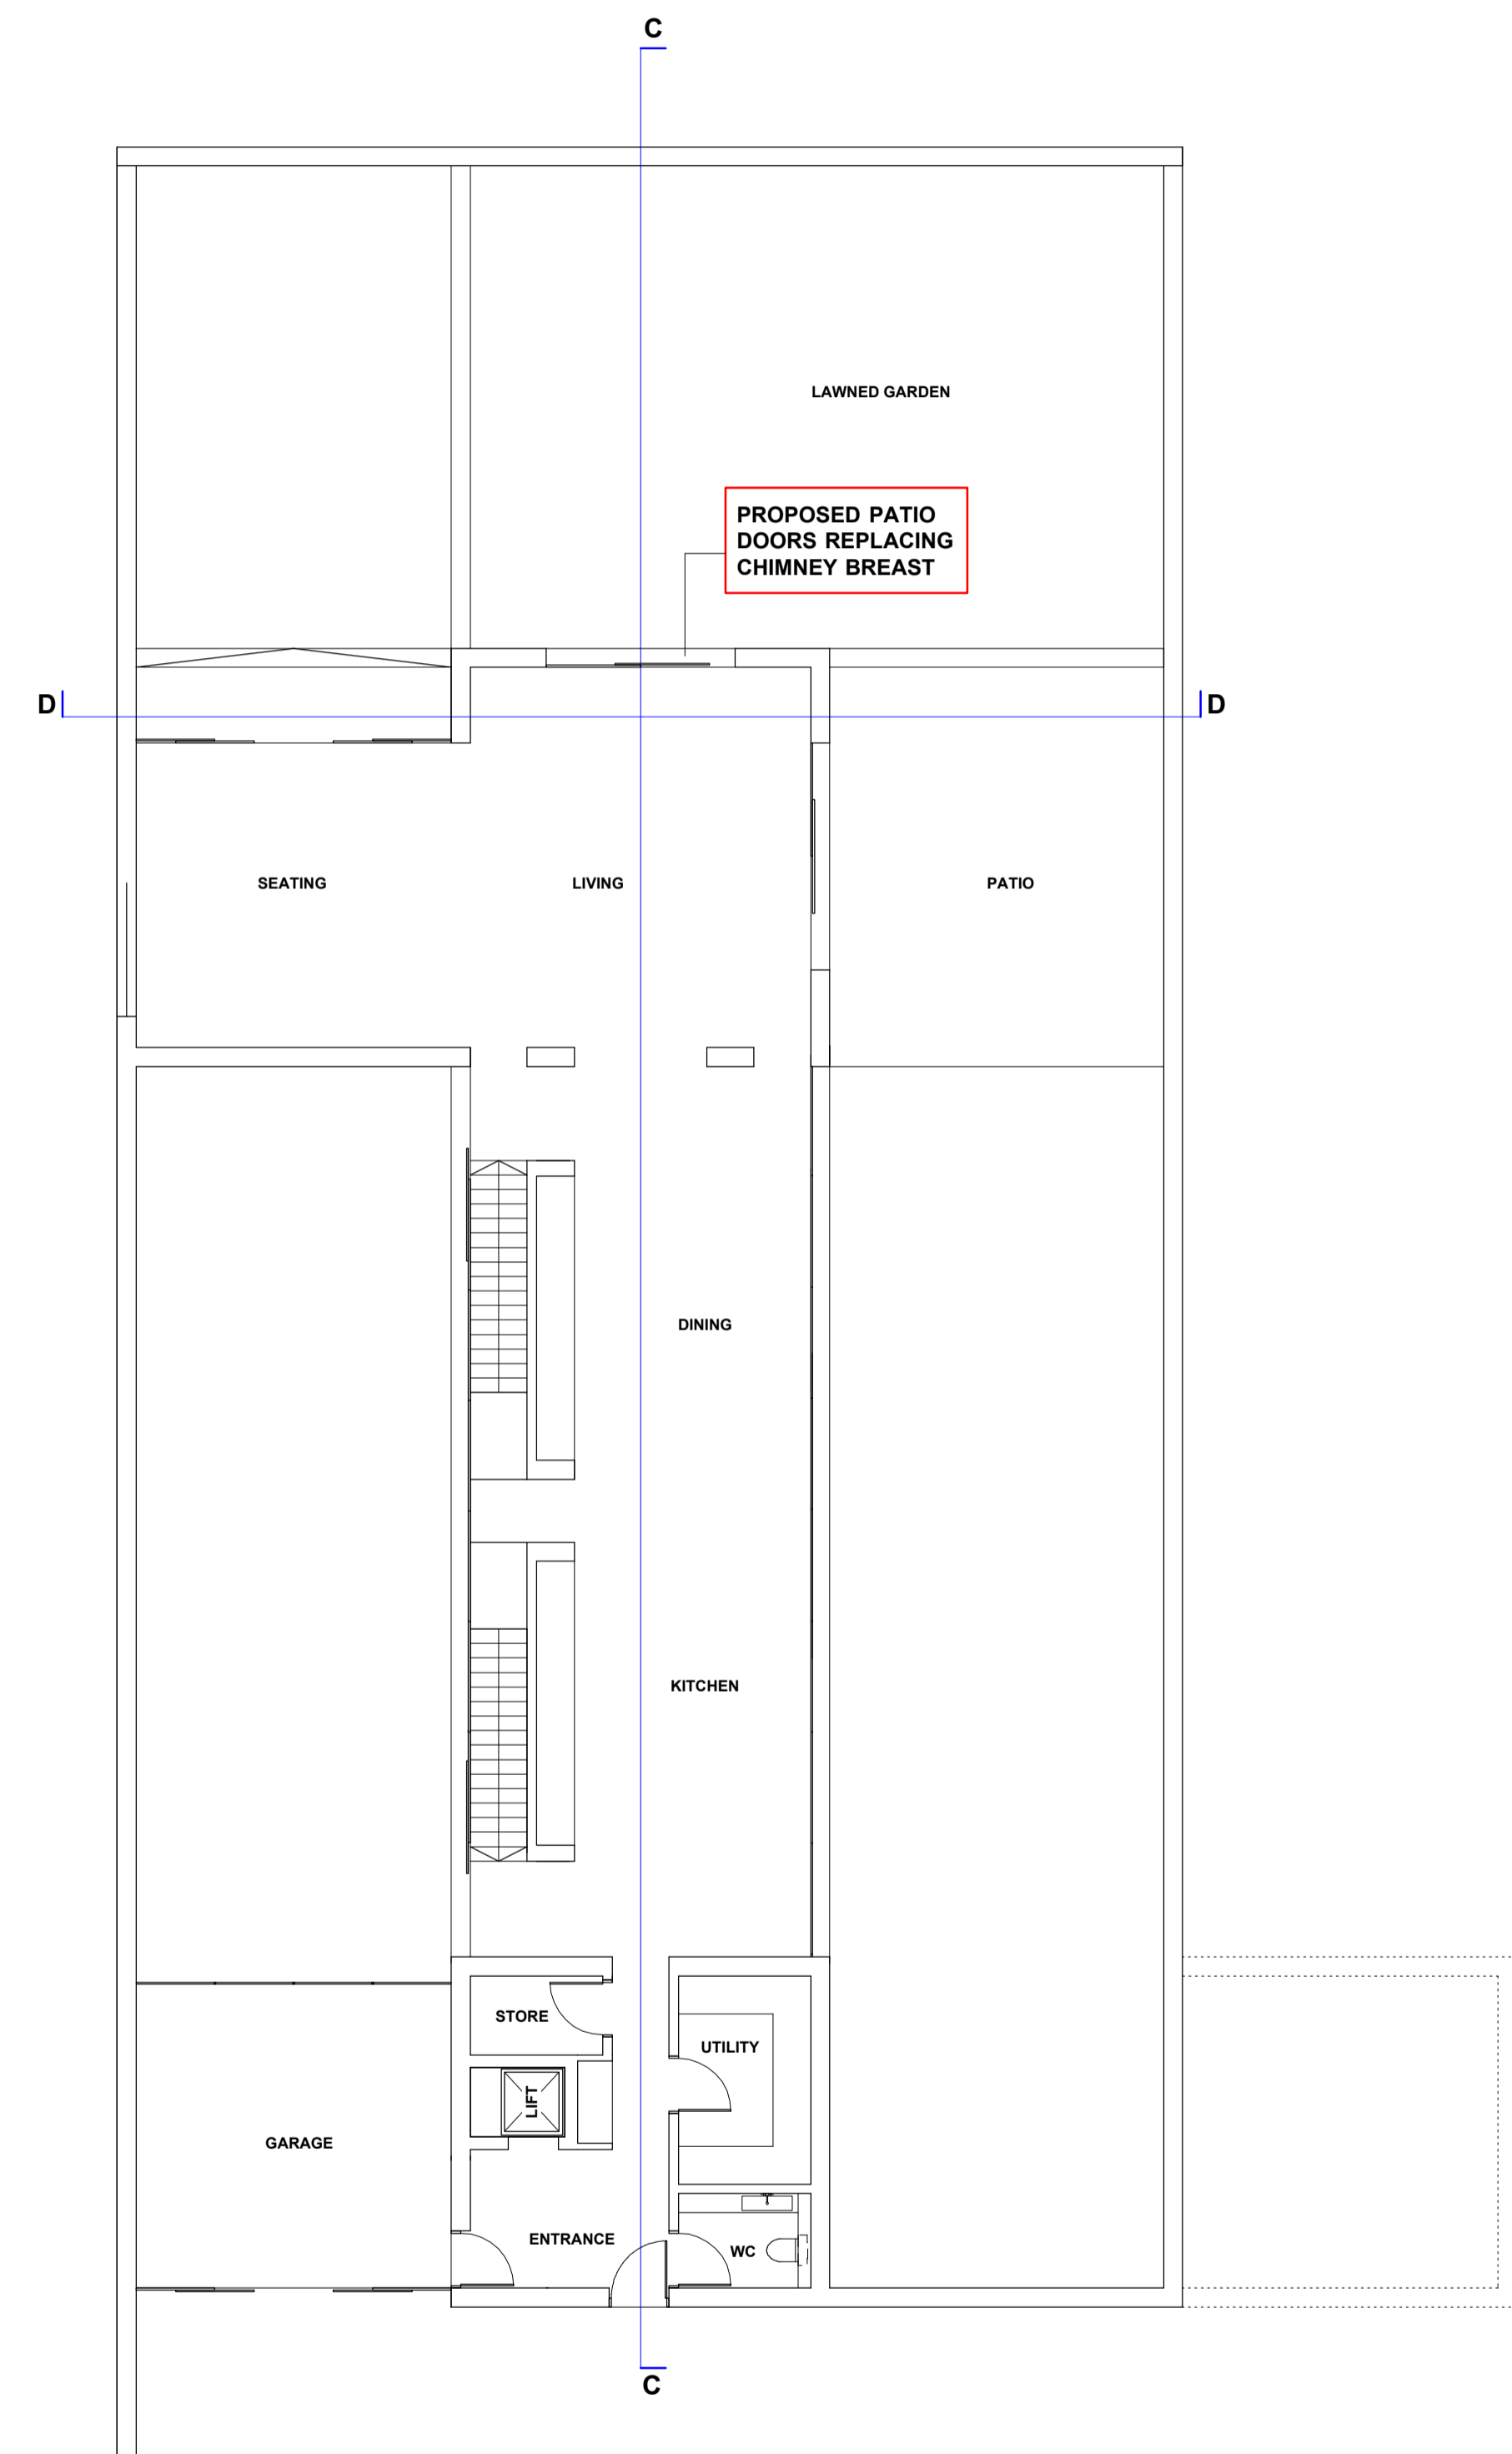 C
LAWNED GARDEN
PROPOSED PATIO
DOORS REPLACING
CHIMNEY BREAST
D
D
SEATING
LIVING
PATIO
DINING
KITCHEN
STORE
UTILITY
LIFT
GARAGE
ENTRANCE
WC
C